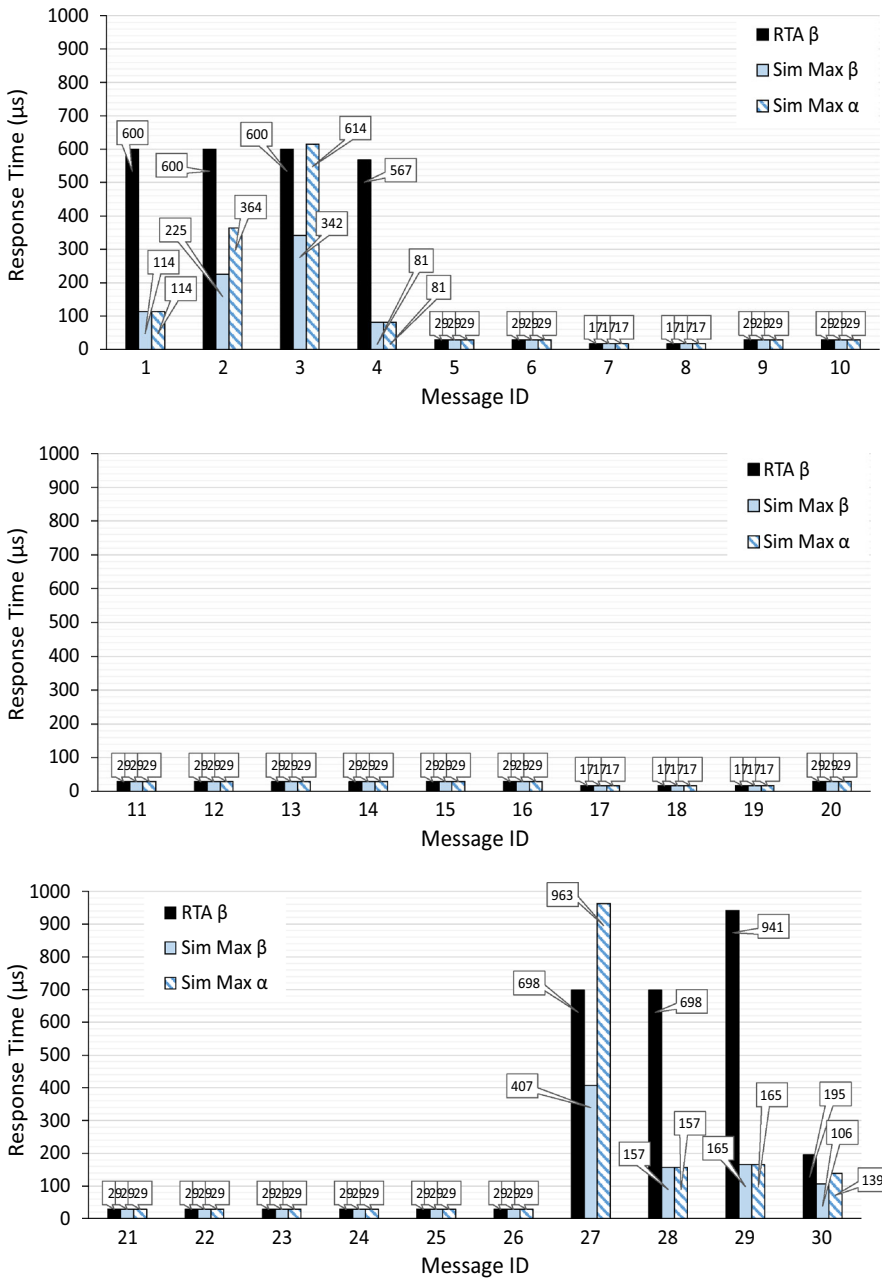 1000
900
800
700
600
500
400
300
200
100
0
Response Time (µs)
RTA β
Sim Max β
Sim Max α
600
600
600
614
567
364
342
225
114
114
81
81
29 29 29
29 29 29
17 17 17
17 17 17
29 29 29
29 29 29
1 2 3 4 5 6 7 8 9 10
Message ID
1000
900
800
700
600
500
400
300
200
100
0
Response Time (µs)
RTA β
Sim Max β
Sim Max α
29 29 29
29 29 29
29 29 29
29 29 29
29 29 29
29 29 29
17 17 17
17 17 17
17 17 17
29 29 29
11 12 13 14 15 16 17 18 19 20
Message ID
1000
900
800
700
600
500
400
300
200
100
0
Response Time (µs)
RTA β
Sim Max β
Sim Max α
963
941
698
698
407
157
157
165
165
195
106
139
29 29 29
29 29 29
29 29 29
29 29 29
29 29 29
29 29 29
21 22 23 24 25 26 27 28 29 30
Message ID